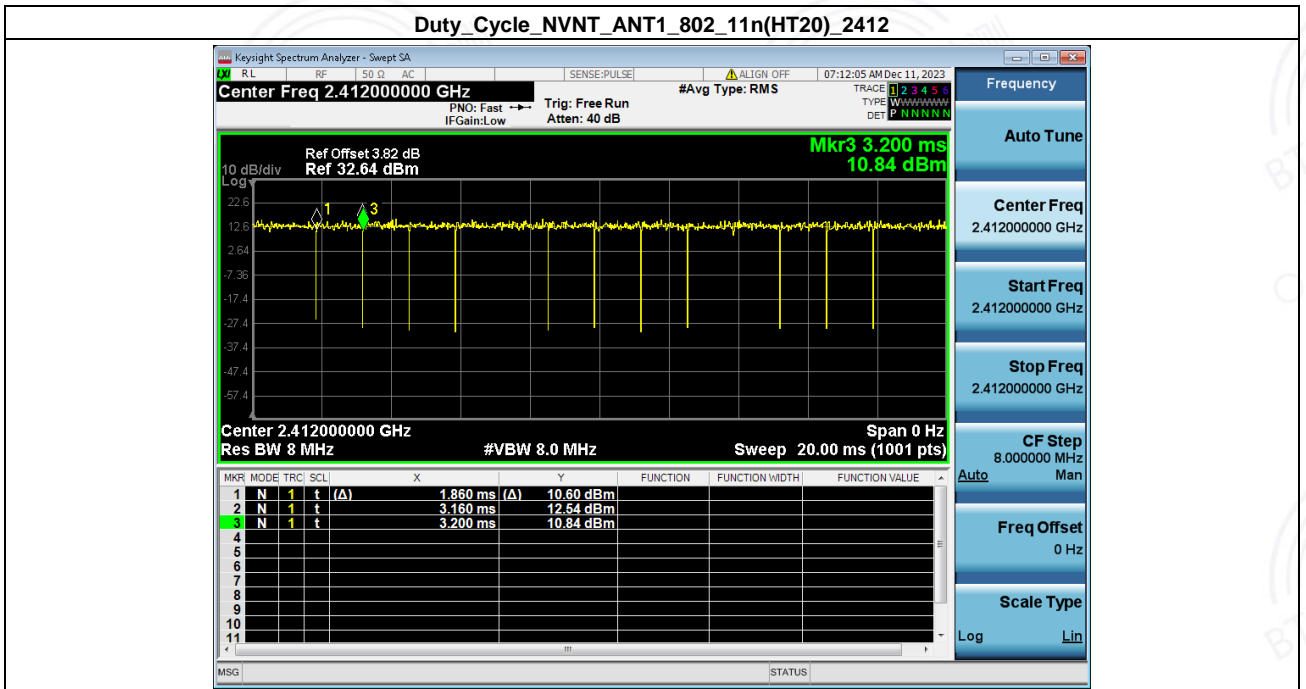 Duty_Cycle_NVNT_ANT1_802_11n(HT20)_2412
Keysight Spectrum Analyzer - Swept SA
LXI RL RF 50 Ω AC SENSE:PULSE ALIGN OFF 07:12:05 AM Dec 11, 2023
Center Freq 2.412000000 GHz #Avg Type: RMS TRACE 1 2 3 4 5 6
PNO: Fast Trig: Free Run TYPE WWWWWW
IFGain:Low Atten: 40 dB DET P N N N N N
Mkr3 3.200 ms
10.84 dBm
Ref Offset 3.82 dB
10 dB/div Ref 32.64 dBm
Log
22.6
12.6
2.64
-7.36
-17.4
-27.4
-37.4
-47.4
-57.4
1
3
Center 2.412000000 GHz Span 0 Hz
Res BW 8 MHz #VBW 8.0 MHz Sweep 20.00 ms (1001 pts)
MKR MODE TRC SCL X Y FUNCTION FUNCTION WIDTH FUNCTION VALUE
1 N 1 t (Δ) 1.860 ms (Δ) 10.60 dBm
2 N 1 t 3.160 ms 12.54 dBm
3 N 1 t 3.200 ms 10.84 dBm
4
5
6
7
8
9
10
11
MSG STATUS
Frequency
Auto Tune
Center Freq
2.412000000 GHz
Start Freq
2.412000000 GHz
Stop Freq
2.412000000 GHz
CF Step
8.000000 MHz
Auto Man
Freq Offset
0 Hz
Scale Type
Log Lin